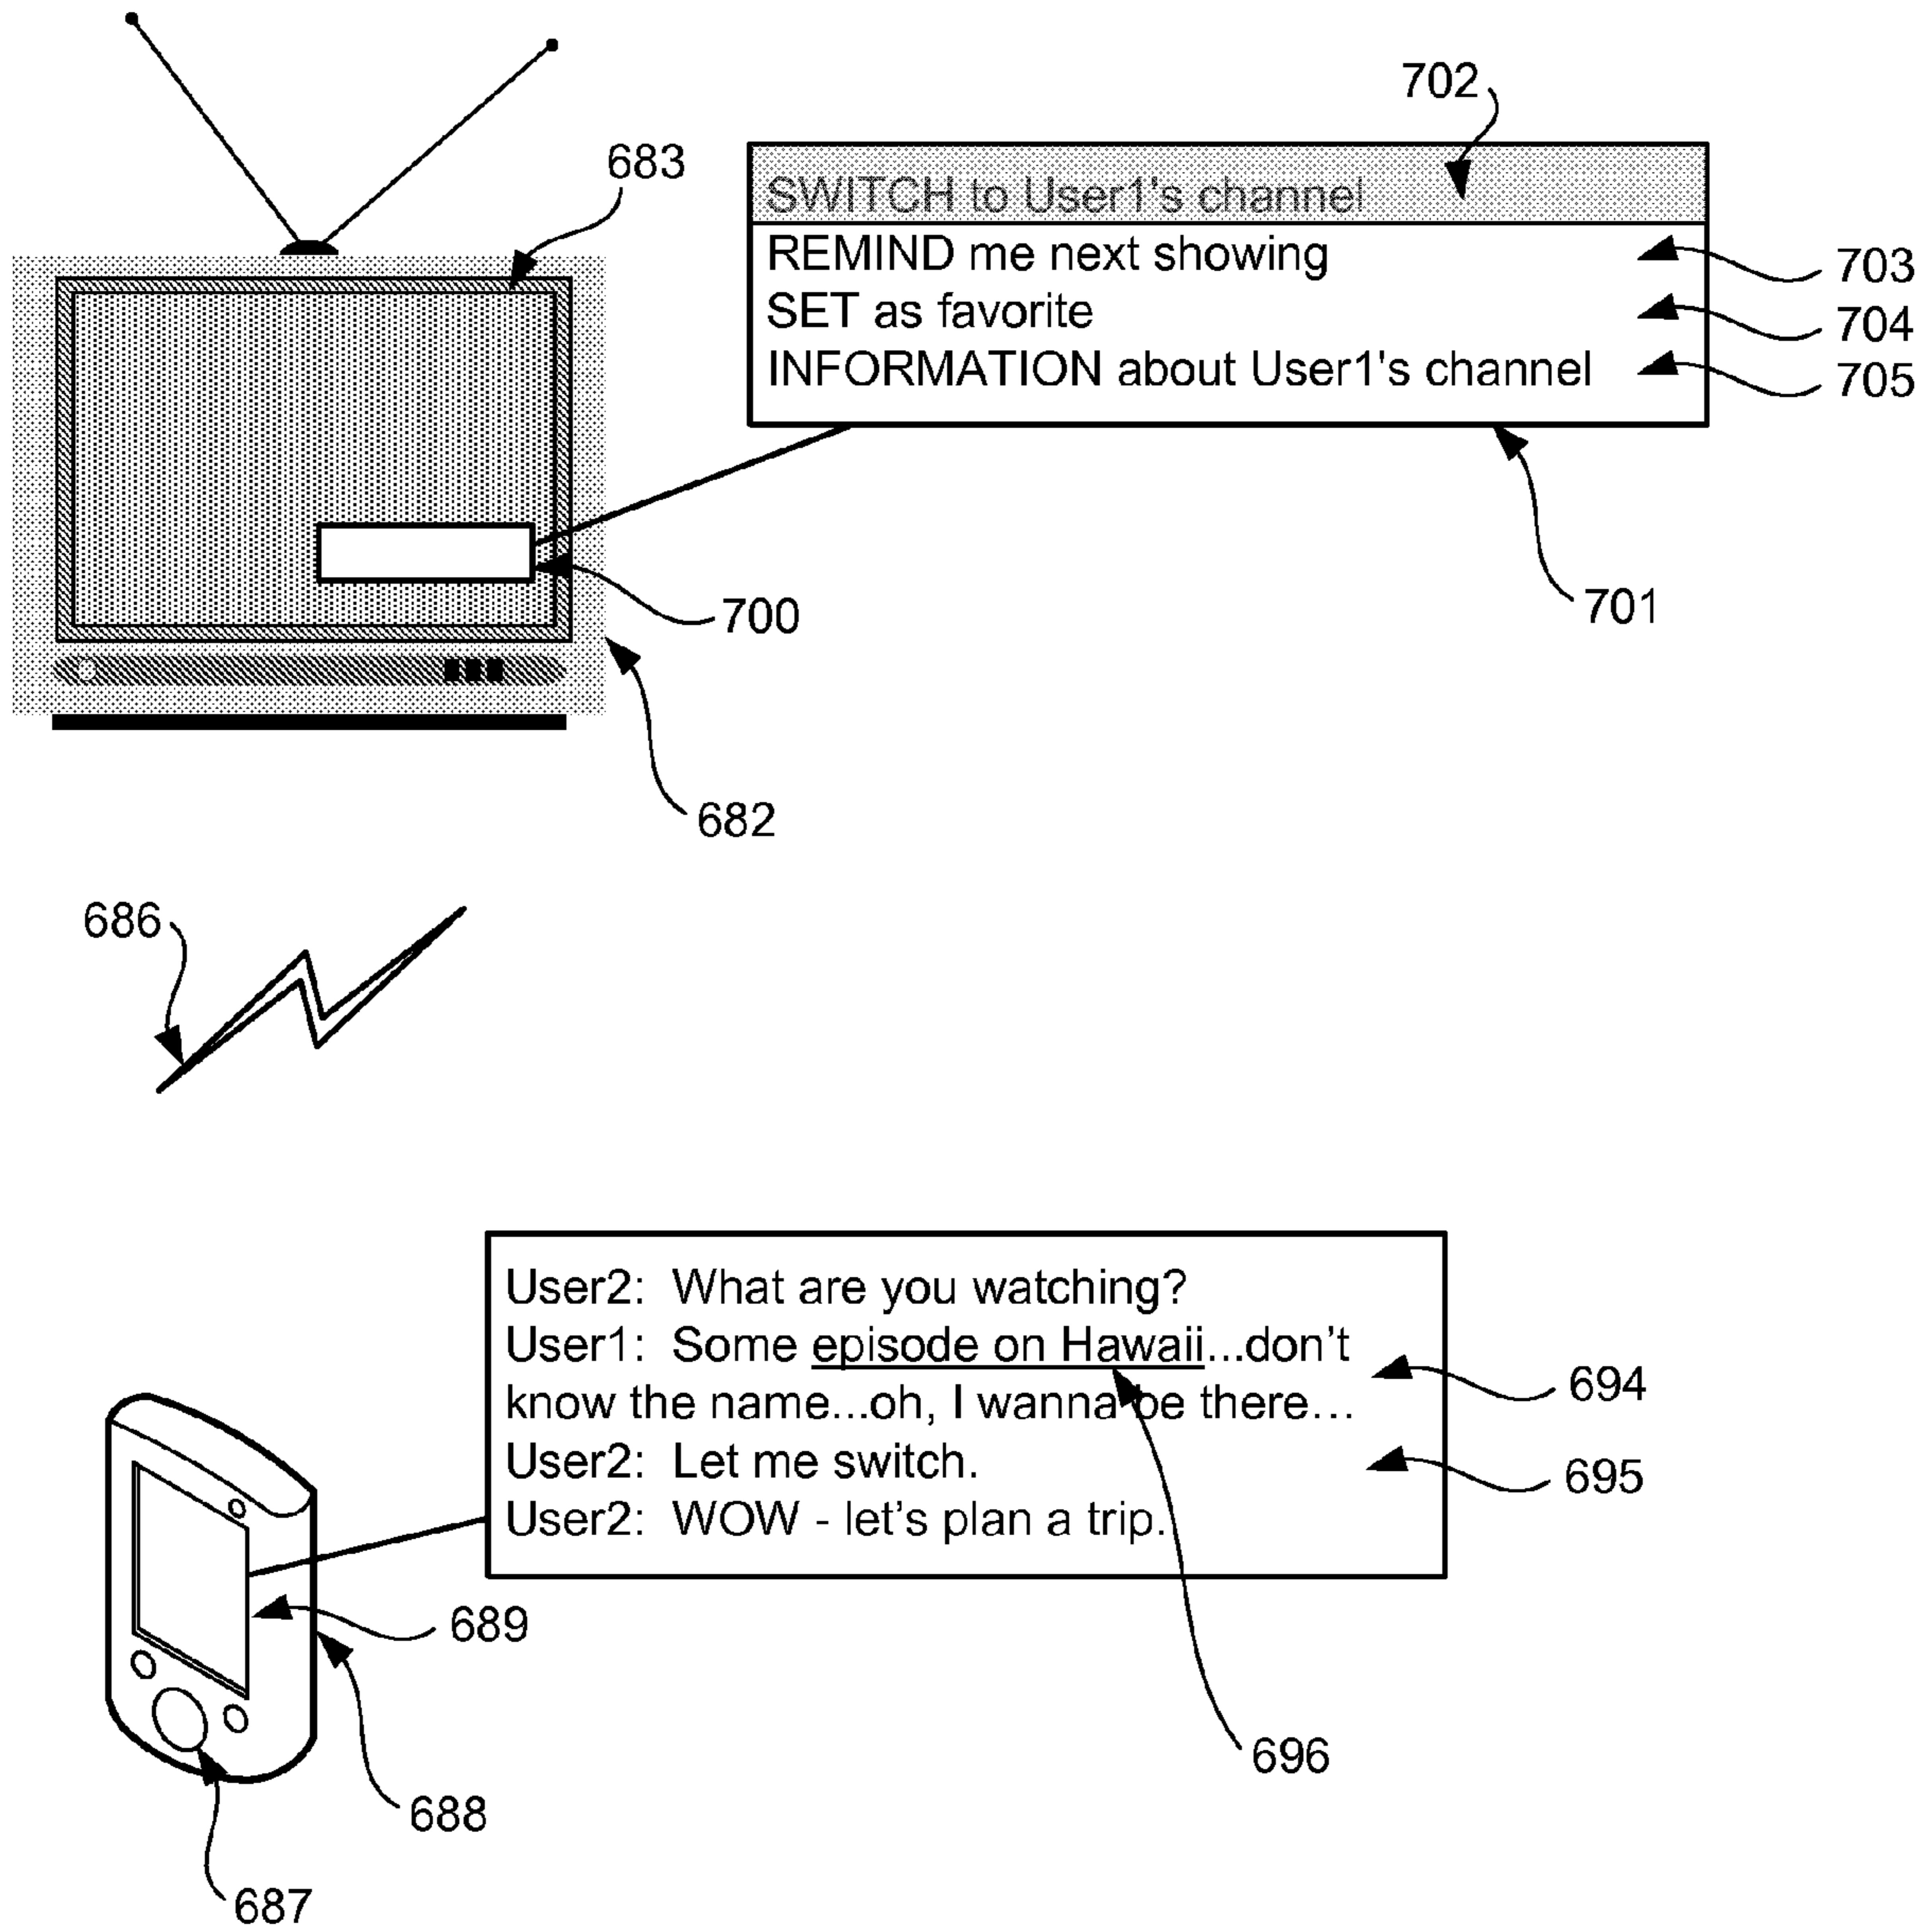 702
683
SWITCH to User1's channel
REMIND me next showing
703
SET as favorite
704
INFORMATION about User1's channel
705
700
701
682
686
User2: What are you watching?
User1: Some episode on Hawaii...don't
694
know the name...oh, I wanna be there...
User2: Let me switch.
695
User2: WOW - let's plan a trip.
689
696
688
687